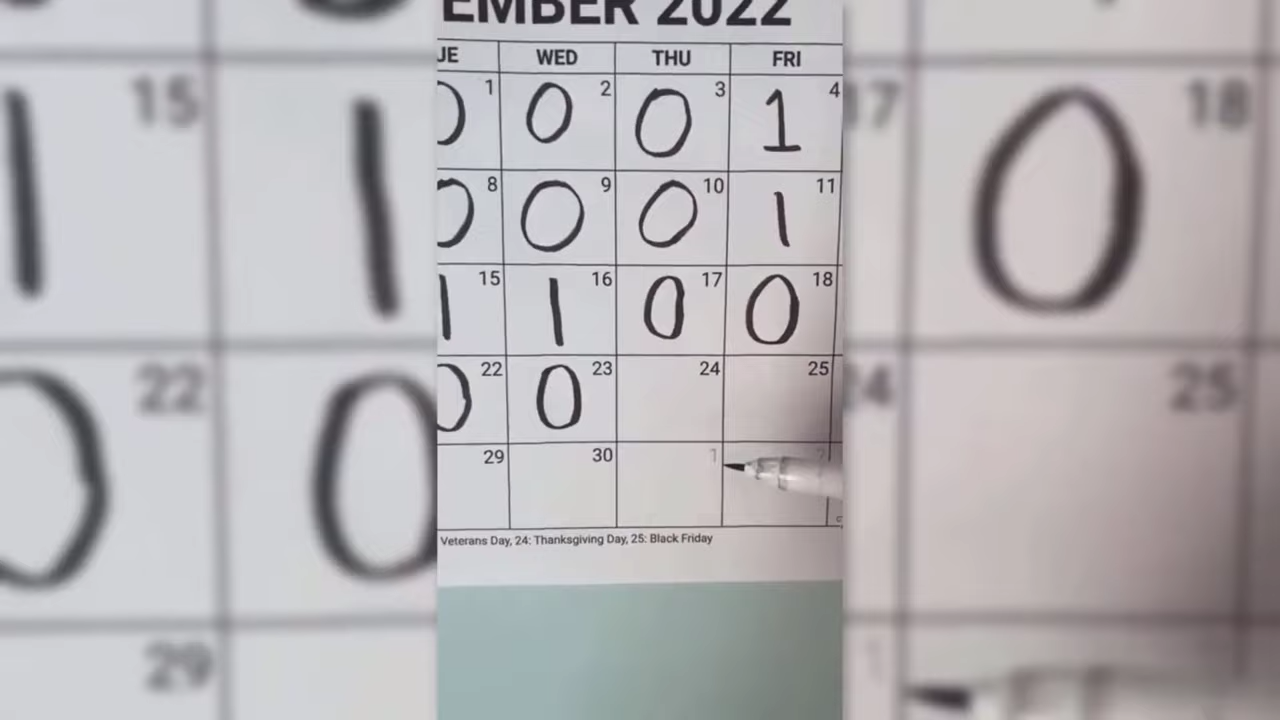 EMBER 2022
JE WED THU FRI
1 2 3 4
0 0 0 1
8 9 10 11
0 0 0 1
15 16 17 18
1 1 0 0
22 23 24 25
0 0
29 30 1 2
Veterans Day, 24: Thanksgiving Day, 25: Black Friday